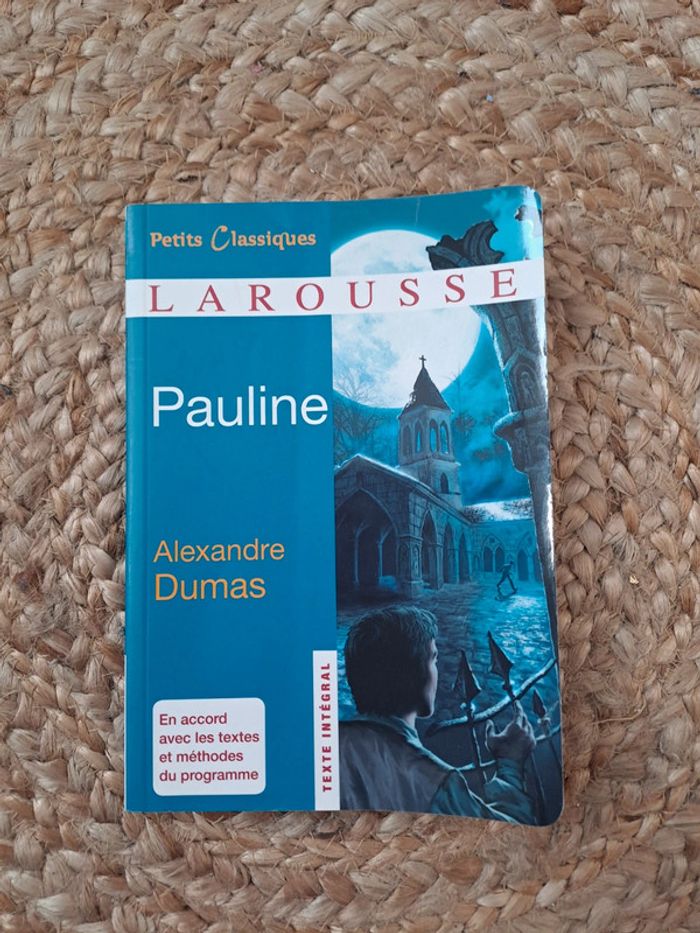 Petits Classiques
LAROUSSE
Pauline
Alexandre
Dumas
En accord
avec les textes
et méthodes
du programme
TEXTE INTÉGRAL